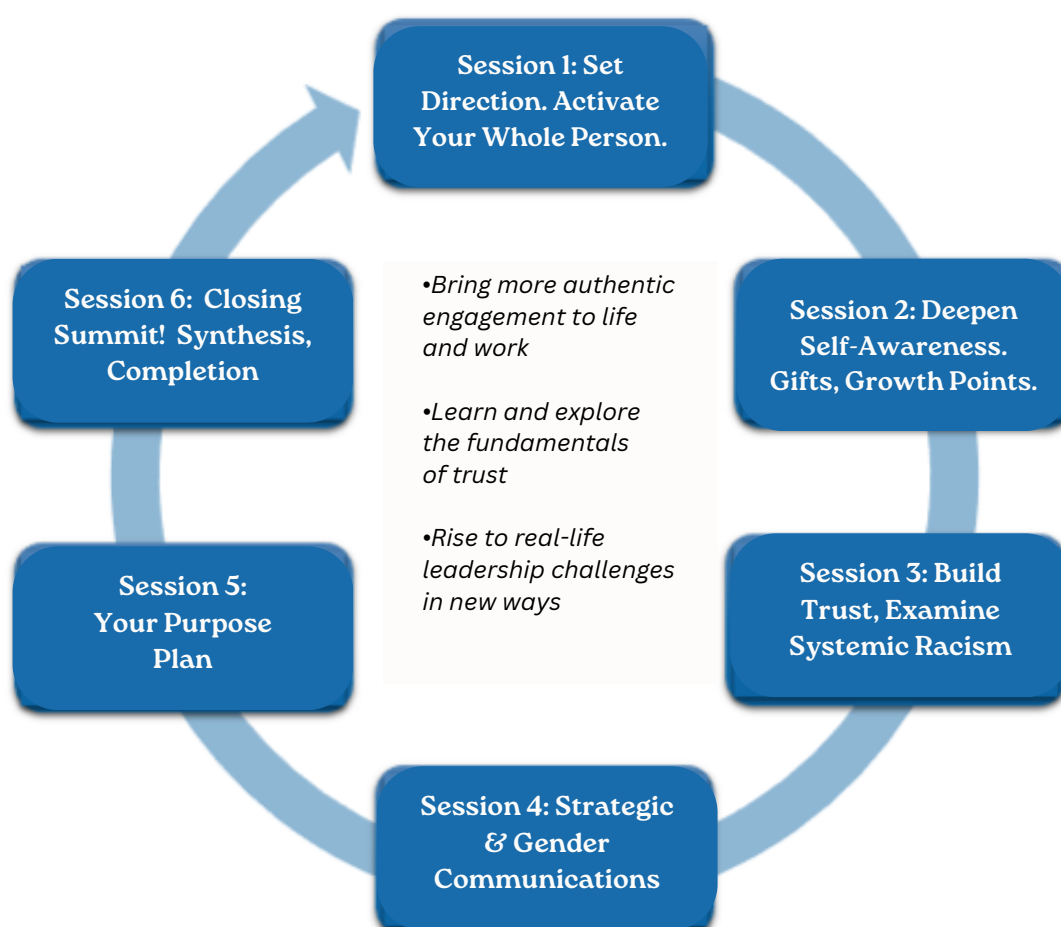 Session 1: Set
Direction. Activate
Your Whole Person.
Session 2: Deepen
Self-Awareness.
Gifts, Growth Points.
Session 3: Build
Trust, Examine
Systemic Racism
Session 4: Strategic
& Gender
Communications
Session 5:
Your Purpose
Plan
Session 6: Closing
Summit! Synthesis,
Completion
•Bring more authentic
engagement to life
and work
•Learn and explore
the fundamentals
of trust
•Rise to real-life
leadership challenges
in new ways